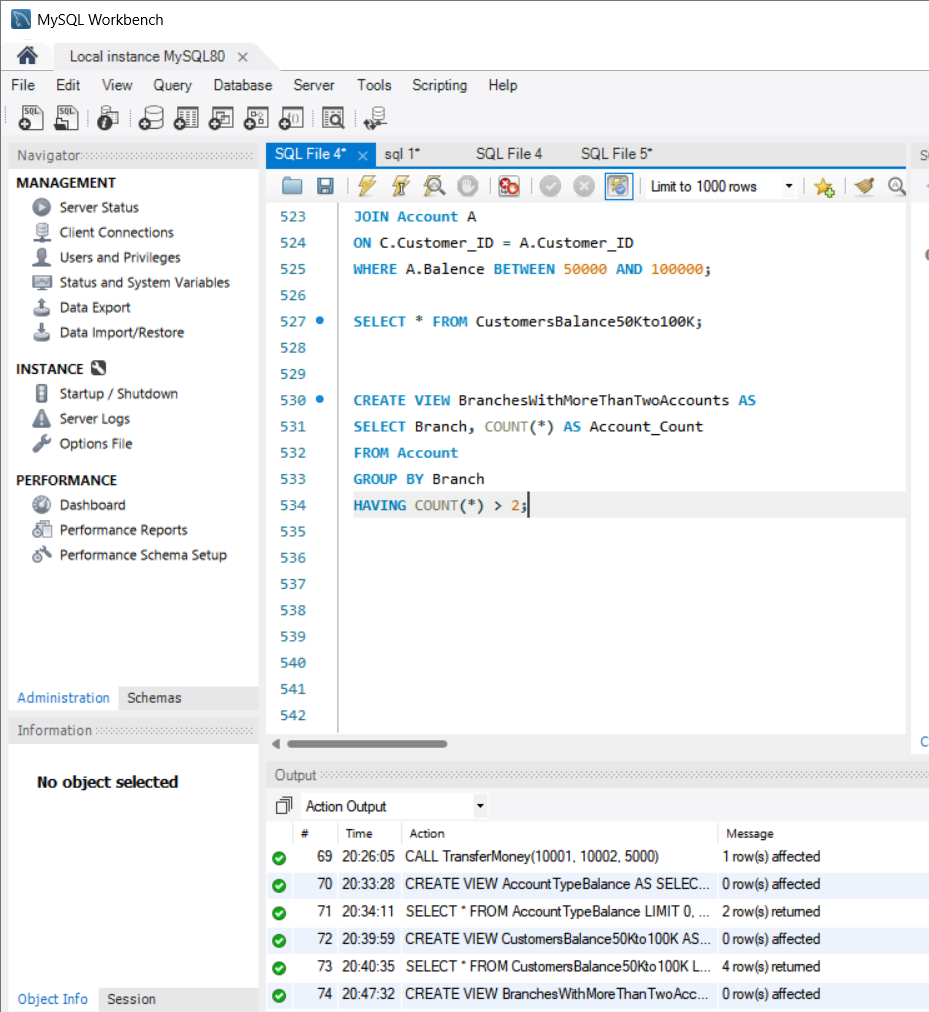 MySQL Workbench
Local instance MySQL80
File Edit View Query Database Server Tools Scripting Help
Navigator
MANAGEMENT
Server Status
Client Connections
Users and Privileges
Status and System Variables
Data Export
Data Import/Restore
INSTANCE
Startup / Shutdown
Server Logs
Options File
PERFORMANCE
Dashboard
Performance Reports
Performance Schema Setup
Administration Schemas
Information
No object selected
Object Info Session
SQL File 4* sql 1* SQL File 4 SQL File 5*
Limit to 1000 rows
523 JOIN Account A
524 ON C.Customer_ID = A.Customer_ID
525 WHERE A.Balence BETWEEN 50000 AND 100000;
526
527 SELECT * FROM CustomersBalance50Kto100K;
528
529
530 CREATE VIEW BranchesWithMoreThanTwoAccounts AS
531 SELECT Branch, COUNT(*) AS Account_Count
532 FROM Account
533 GROUP BY Branch
534 HAVING COUNT(*) > 2;
535
536
537
538
539
540
541
542
Output
Action Output
# Time Action Message
69 20:26:05 CALL TransferMoney(10001, 10002, 5000) 1 row(s) affected
70 20:33:28 CREATE VIEW AccountTypeBalance AS SELEC... 0 row(s) affected
71 20:34:11 SELECT * FROM AccountTypeBalance LIMIT 0, ... 2 row(s) returned
72 20:39:59 CREATE VIEW CustomersBalance50Kto100K AS... 0 row(s) affected
73 20:40:35 SELECT * FROM CustomersBalance50Kto100K L... 4 row(s) returned
74 20:47:32 CREATE VIEW BranchesWithMoreThanTwoAcc... 0 row(s) affected